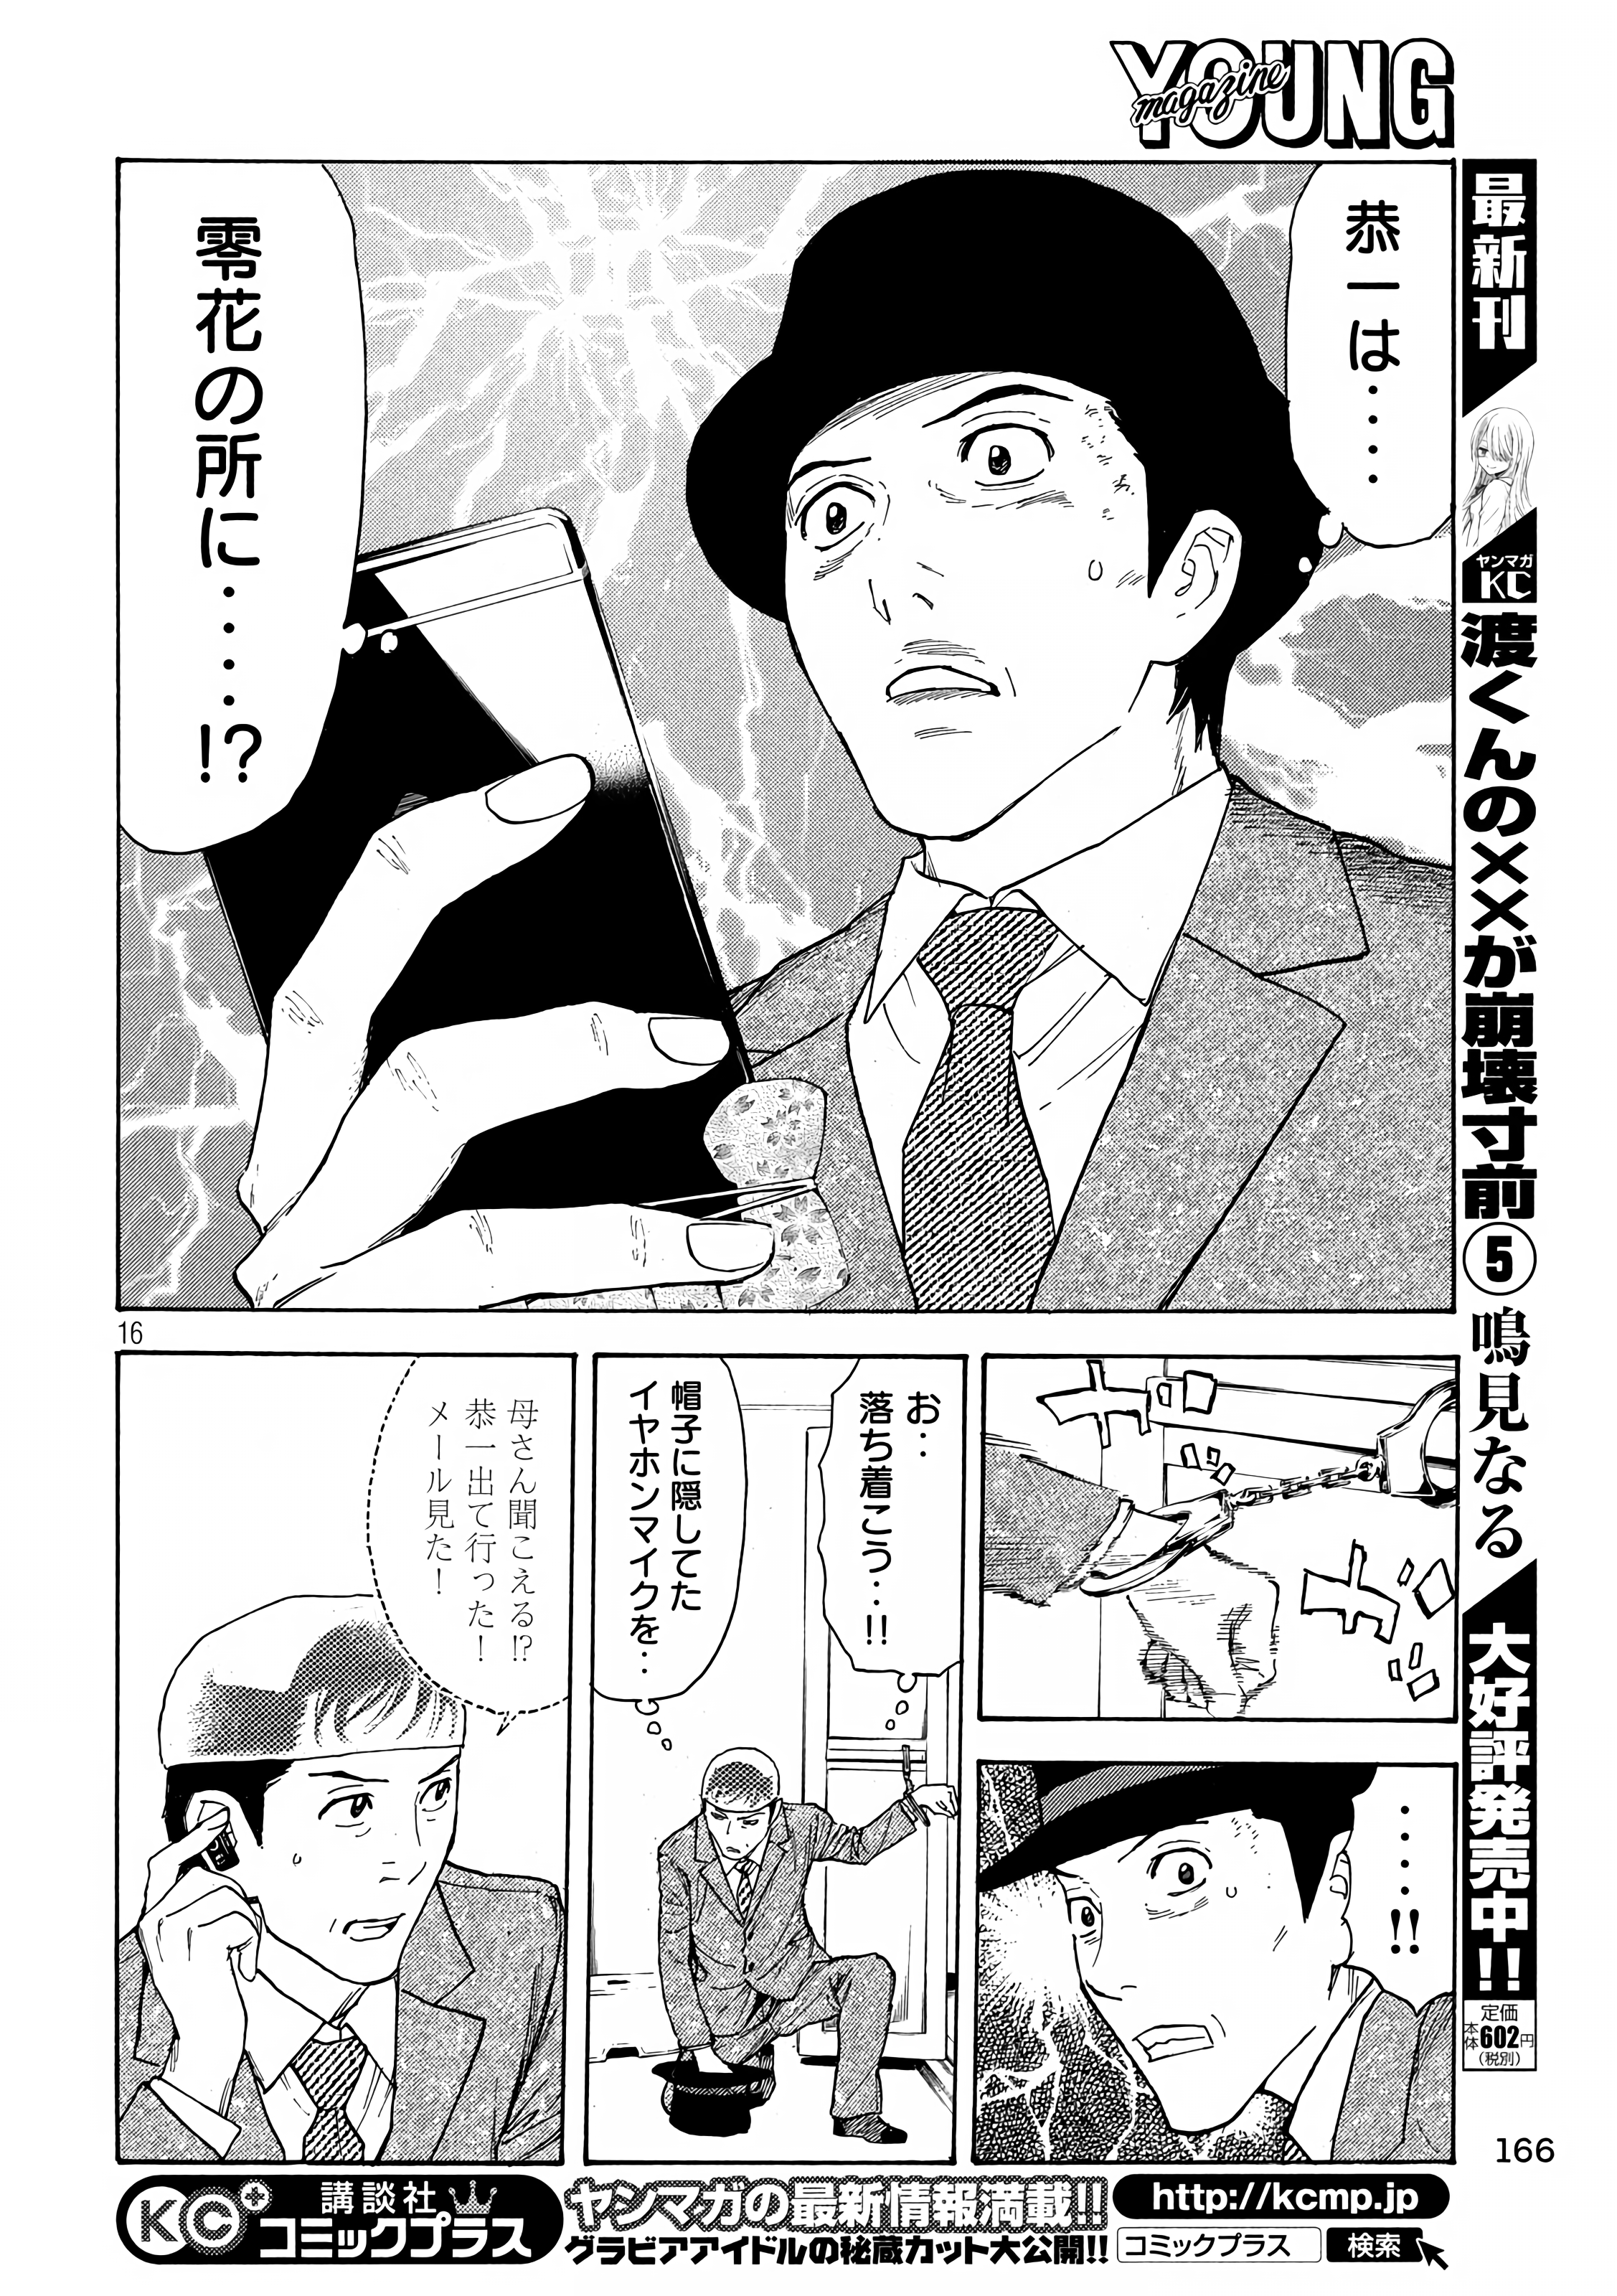 YOUNG
magazine
恭一は‥‥
零花の所に‥‥‥!?
16
ガチャ
ガチャ
‥‥‥!!
お‥
落ち着こう‥‥!!
帽子に隠してた
イヤホンマイクを‥
母さん聞こえる!?
恭一出て行った!
メール見た!
最新刊
ヤンマガ
KC
渡くんの××が崩壊寸前
5
鳴見なる
大好評発売中!!
定価
本体602円
(税別)
166
KC+
講談社
コミックプラス
ヤンマガの最新情報満載!!
グラビアアイドルの秘蔵カット大公開!!
http://kcmp.jp
コミックプラス
検索